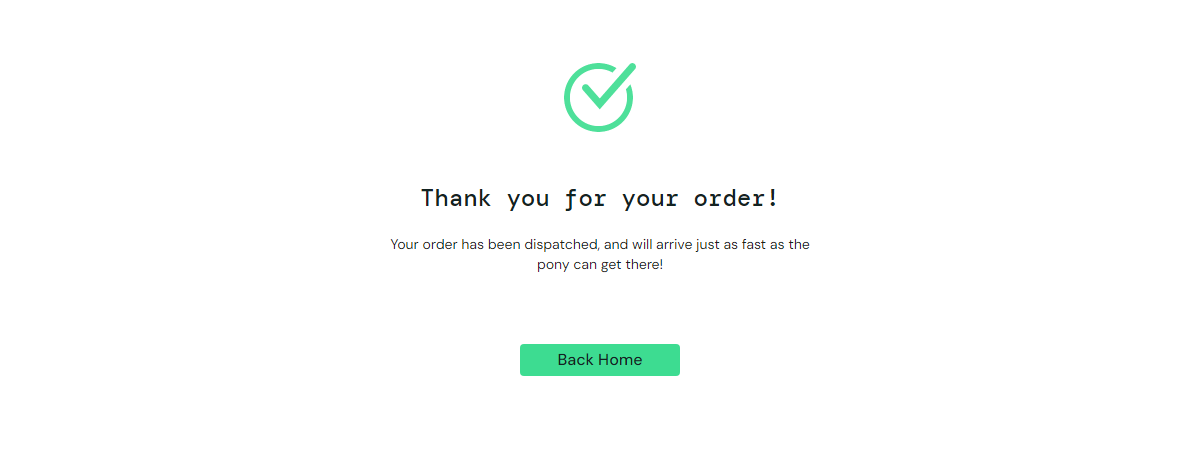 Thank you for your order!
Your order has been dispatched, and will arrive just as fast as the
pony can get there!
Back Home